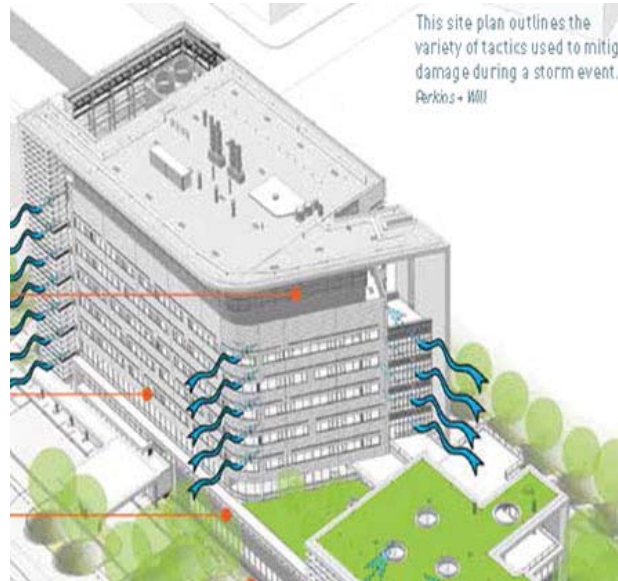 This site plan outlines the
variety of tactics used to mitig
damage during a storm event.
Perkins + Will